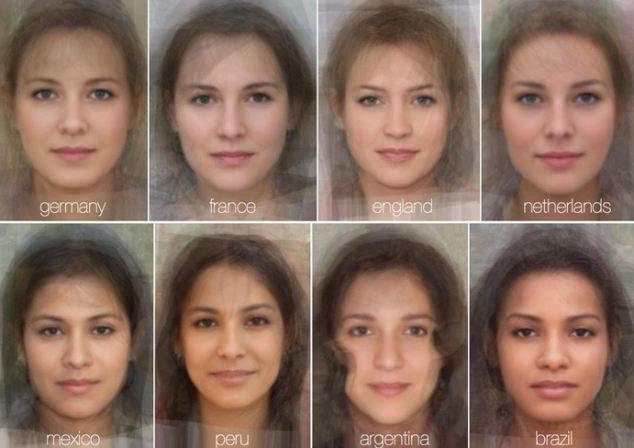 germany
france
england
netherlands
mexico
peru
argentina
brazil